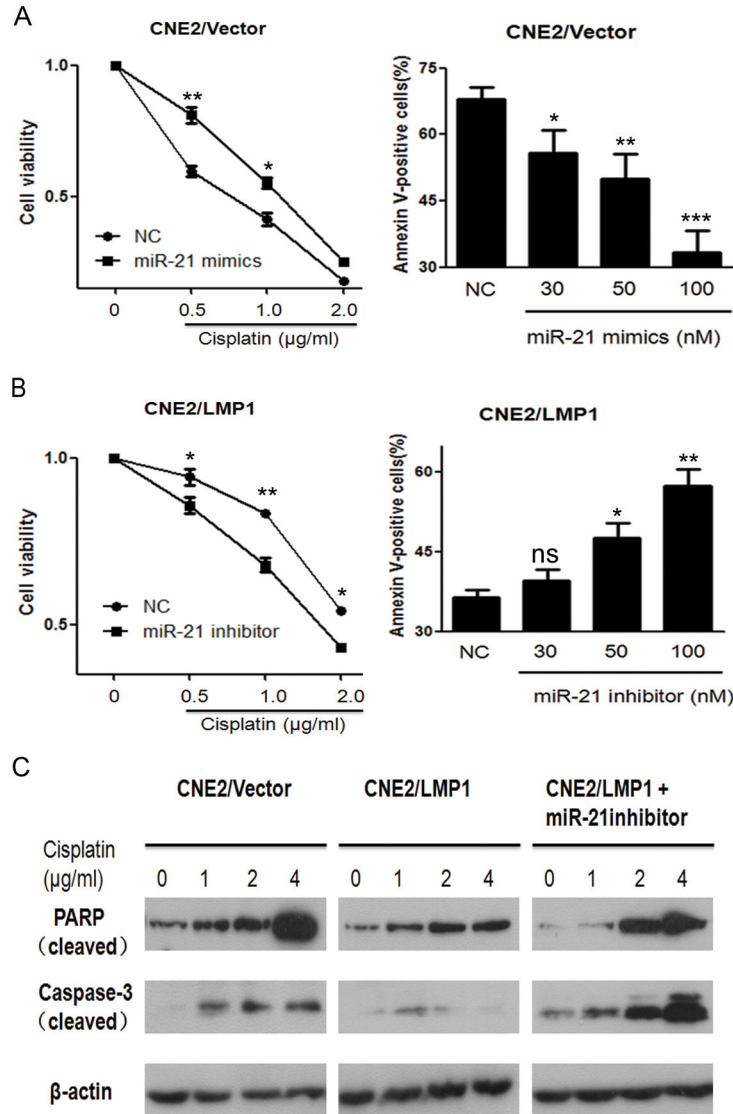 A
CNE2/Vector
1.0
**
*
0.5
Cell viability
NC
miR-21 mimics
0
0.5
1.0
2.0
Cisplatin (µg/ml)
CNE2/Vector
Annexin V-positive cells(%)
75
60
45
30
*
**
***
NC
30
50
100
miR-21 mimics (nM)
B
CNE2/LMP1
1.0
*
**
*
0.5
Cell viability
NC
miR-21 inhibitor
0
0.5
1.0
2.0
Cisplatin (µg/ml)
CNE2/LMP1
Annexin V-positive cells(%)
60
45
30
ns
*
**
NC
30
50
100
miR-21 inhibitor (nM)
C
CNE2/Vector
CNE2/LMP1
CNE2/LMP1 +
miR-21inhibitor
Cisplatin
(µg/ml)
0 1 2 4
0 1 2 4
0 1 2 4
PARP
（cleaved）
Caspase-3
（cleaved）
β-actin